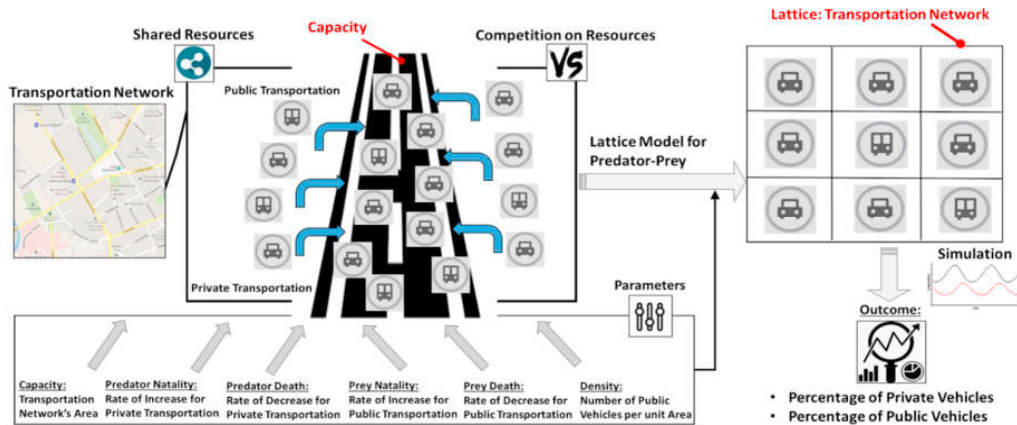 Shared Resources
Capacity
Competition on Resources
VS
Transportation Network
Public Transportation
Private Transportation
Lattice Model for
Predator-Prey
Lattice: Transportation Network
Simulation
Outcome:
• Percentage of Private Vehicles
• Percentage of Public Vehicles
Parameters
Capacity:
Transportation
Network's Area
Predator Natality:
Rate of Increase for
Private Transportation
Predator Death:
Rate of Decrease for
Private Transportation
Prey Natality:
Rate of Increase for
Public Transportation
Prey Death:
Rate of Decrease for
Public Transportation
Density:
Number of Public
Vehicles per unit Area